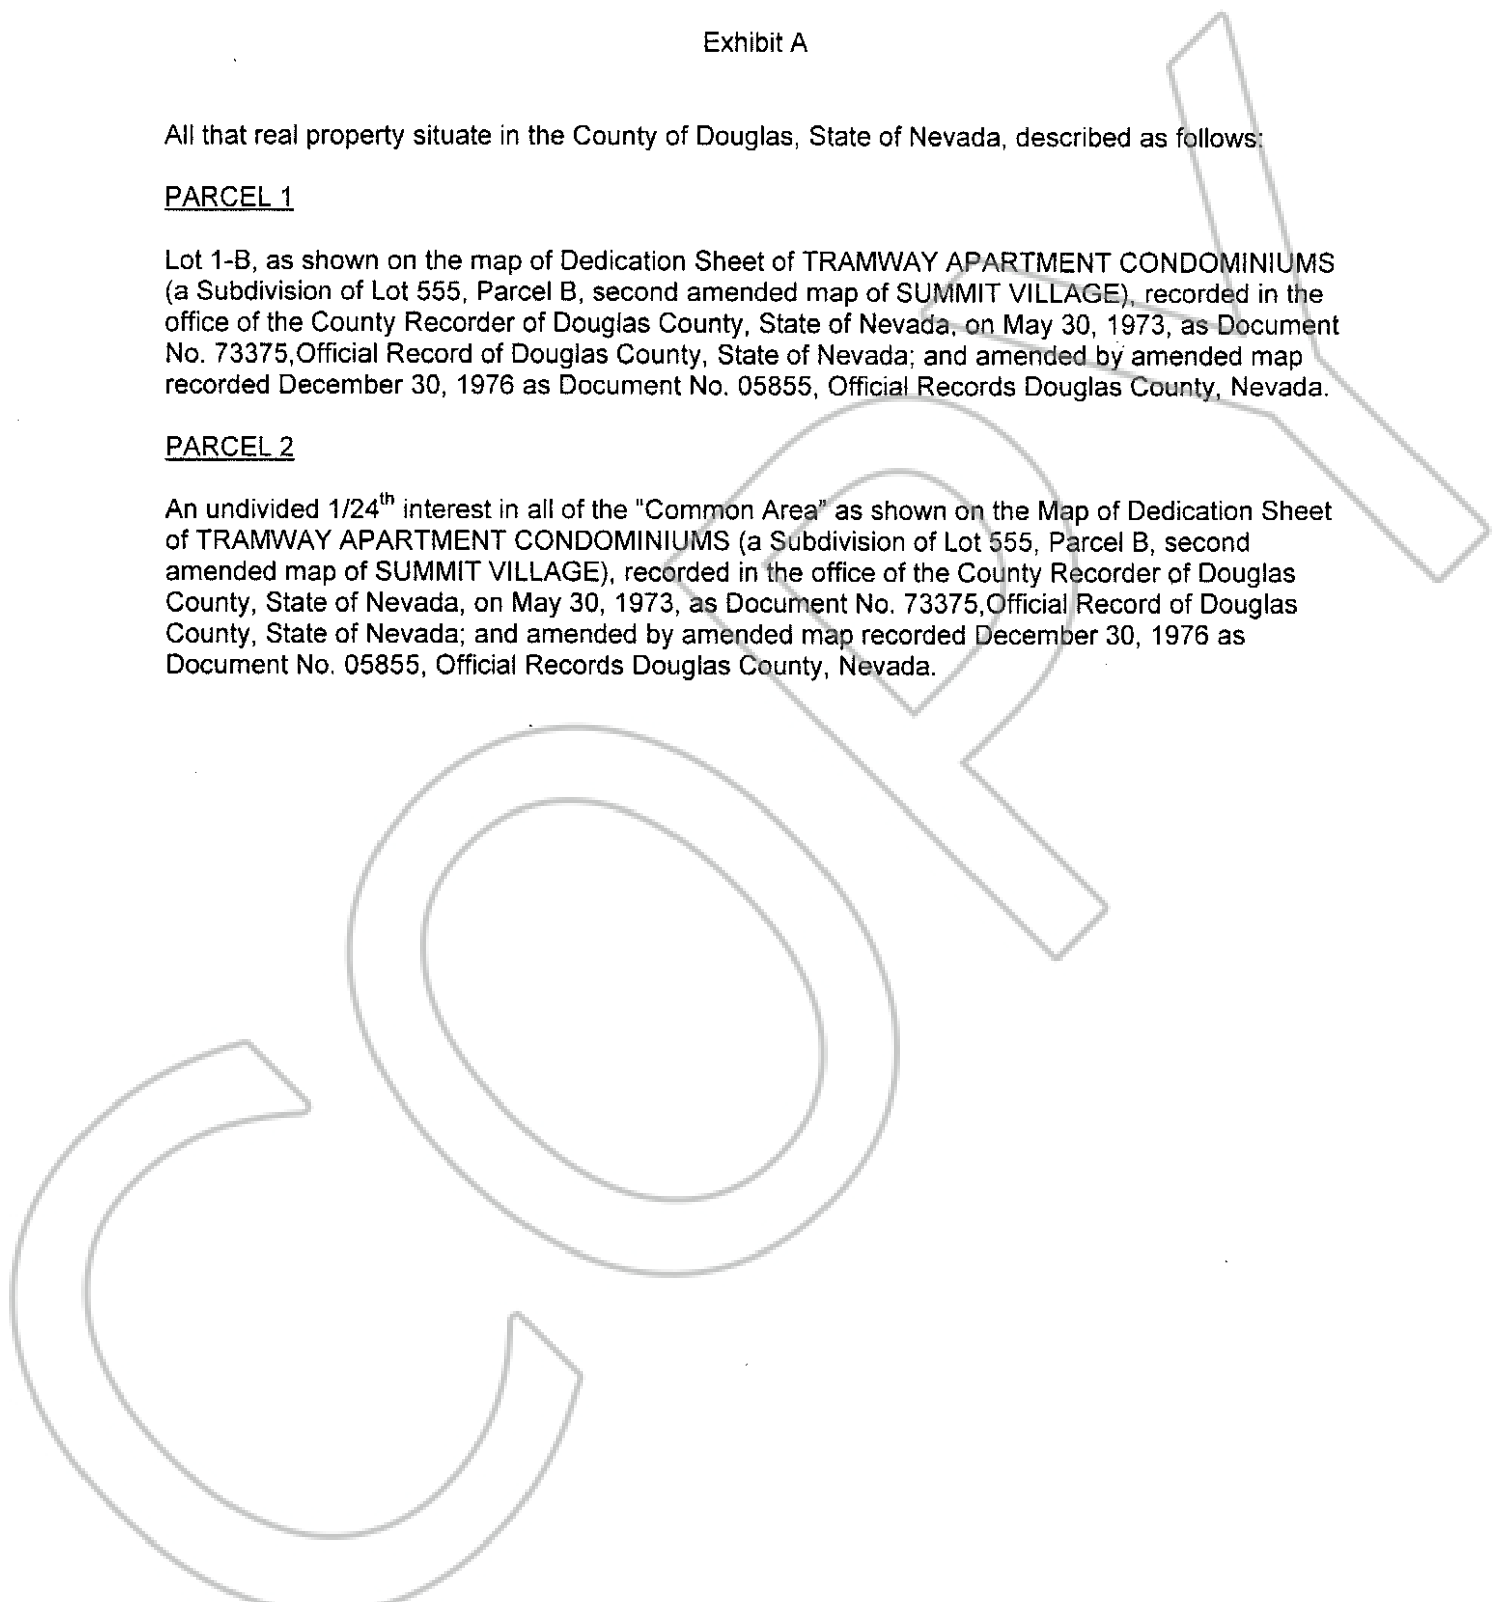 Exhibit A
All that real property situate in the County of Douglas, State of Nevada, described as follows:
PARCEL 1
Lot 1-B, as shown on the map of Dedication Sheet of TRAMWAY APARTMENT CONDOMINIUMS
(a Subdivision of Lot 555, Parcel B, second amended map of SUMMIT VILLAGE), recorded in the
office of the County Recorder of Douglas County, State of Nevada, on May 30, 1973, as Document
No. 73375,Official Record of Douglas County, State of Nevada; and amended by amended map
recorded December 30, 1976 as Document No. 05855, Official Records Douglas County, Nevada.
PARCEL 2
An undivided 1/24th interest in all of the "Common Area" as shown on the Map of Dedication Sheet
of TRAMWAY APARTMENT CONDOMINIUMS (a Subdivision of Lot 555, Parcel B, second
amended map of SUMMIT VILLAGE), recorded in the office of the County Recorder of Douglas
County, State of Nevada, on May 30, 1973, as Document No. 73375,Official Record of Douglas
County, State of Nevada; and amended by amended map recorded December 30, 1976 as
Document No. 05855, Official Records Douglas County, Nevada.
COPY